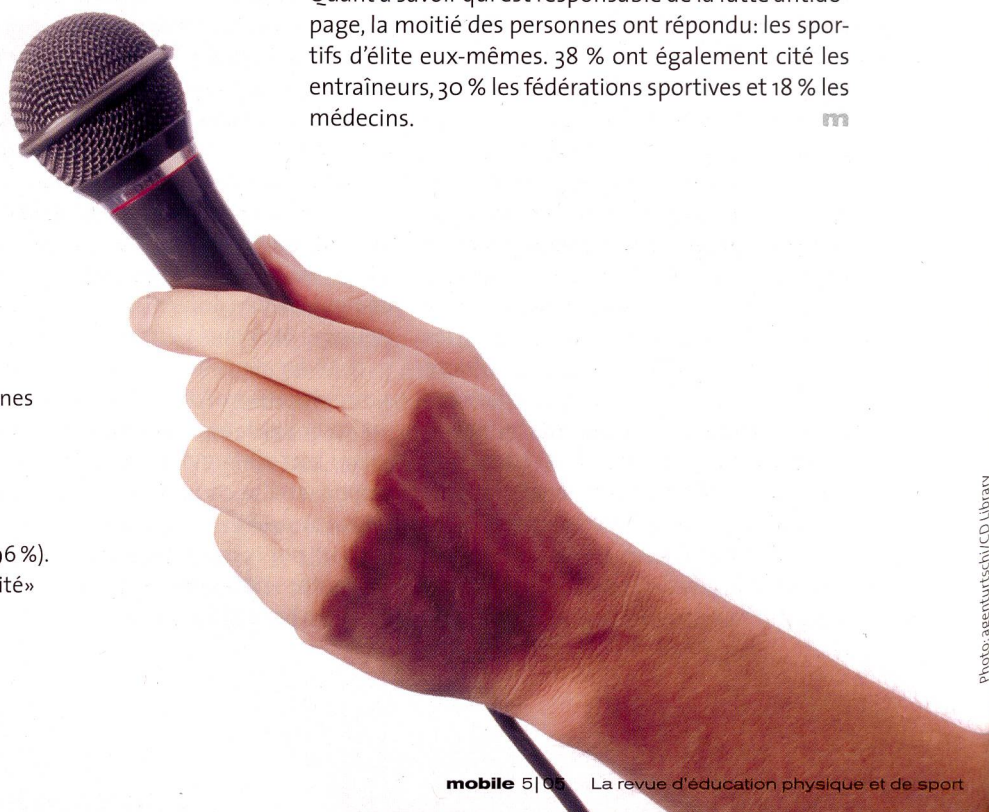 page, la moitié des personnes ont répondu: les spor-
tifs d'élite eux-mêmes. 38 % ont également cité les
entraîneurs, 30 % les fédérations sportives et 18 % les
médecins. m
nes
6 %).
ité»
Photo: agenturtschi/CD Library
mobile 5|05 La revue d'éducation physique et de sport